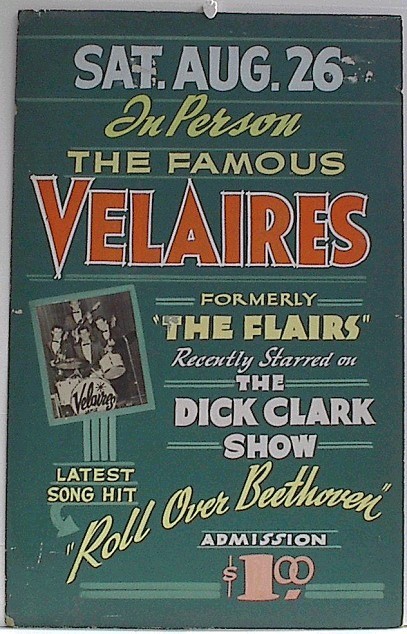 SAT. AUG. 26
In Person
THE FAMOUS
VELAIRES
FORMERLY
"THE FLAIRS"
Recently Starred on
THE
DICK CLARK
SHOW
Velaires
LATEST
SONG HIT
"Roll Over Beethoven"
ADMISSION
$1.00